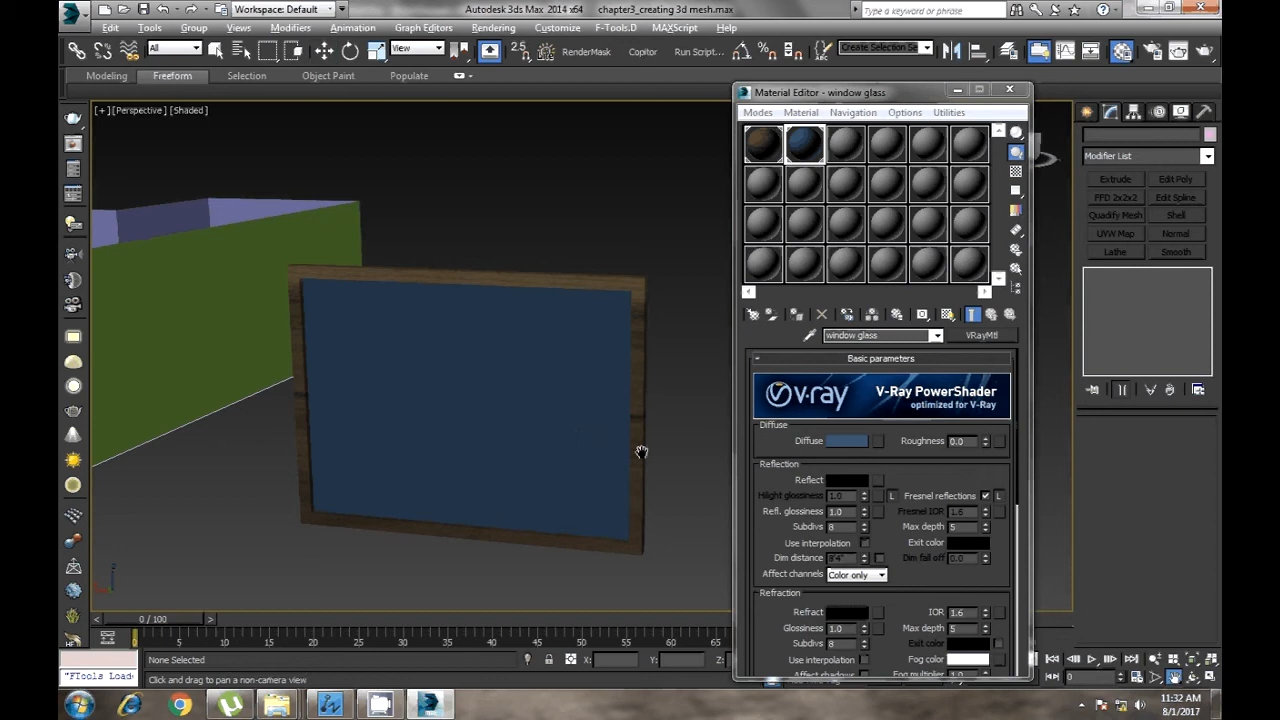 Workspace: Default
Autodesk 3ds Max 2014 x64 chapter3_creating 3d mesh.max
Type a keyword or phrase
Edit Tools Group Views Modifiers Animation Graph Editors Rendering Customize F-Tools.D MAXScript Help
All View 2.5 RenderMask Copitor Run Script... Create Selection Se
Modeling Freeform Selection Object Paint Populate
[+][Perspective][Shaded]
Material Editor - window glass
Modes Material Navigation Options Utilities
Modifier List
Extrude Edit Poly
FFD 2x2x2 Edit Spline
Quadify Mesh Shell
UVW Map Normal
Lathe Smooth
window glass VRayMtl
Basic parameters
v·ray V-Ray PowerShader
optimized for V-Ray
Diffuse
Diffuse Roughness 0.0
Reflection
Reflect
Hilight glossiness 1.0 L Fresnel reflections L
Refl. glossiness 1.0 Fresnel IOR 1.6
Subdivs 8 Max depth 5
Use interpolation Exit color
Dim distance Dim fall off 0.0
Affect channels Color only
Refraction
Refract IOR 1.6
Glossiness 1.0 Max depth 5
Subdivs 8 Exit color
Use interpolation Fog color
Affect shadows Fog multiplier 1.0
0 / 100
0 5 10 15 20 25 30 35 40 45 50 55 60 65
None Selected X: Y: Z:
"FTools Load Click and drag to pan a non-camera view
0
11:32 AM
8/1/2017